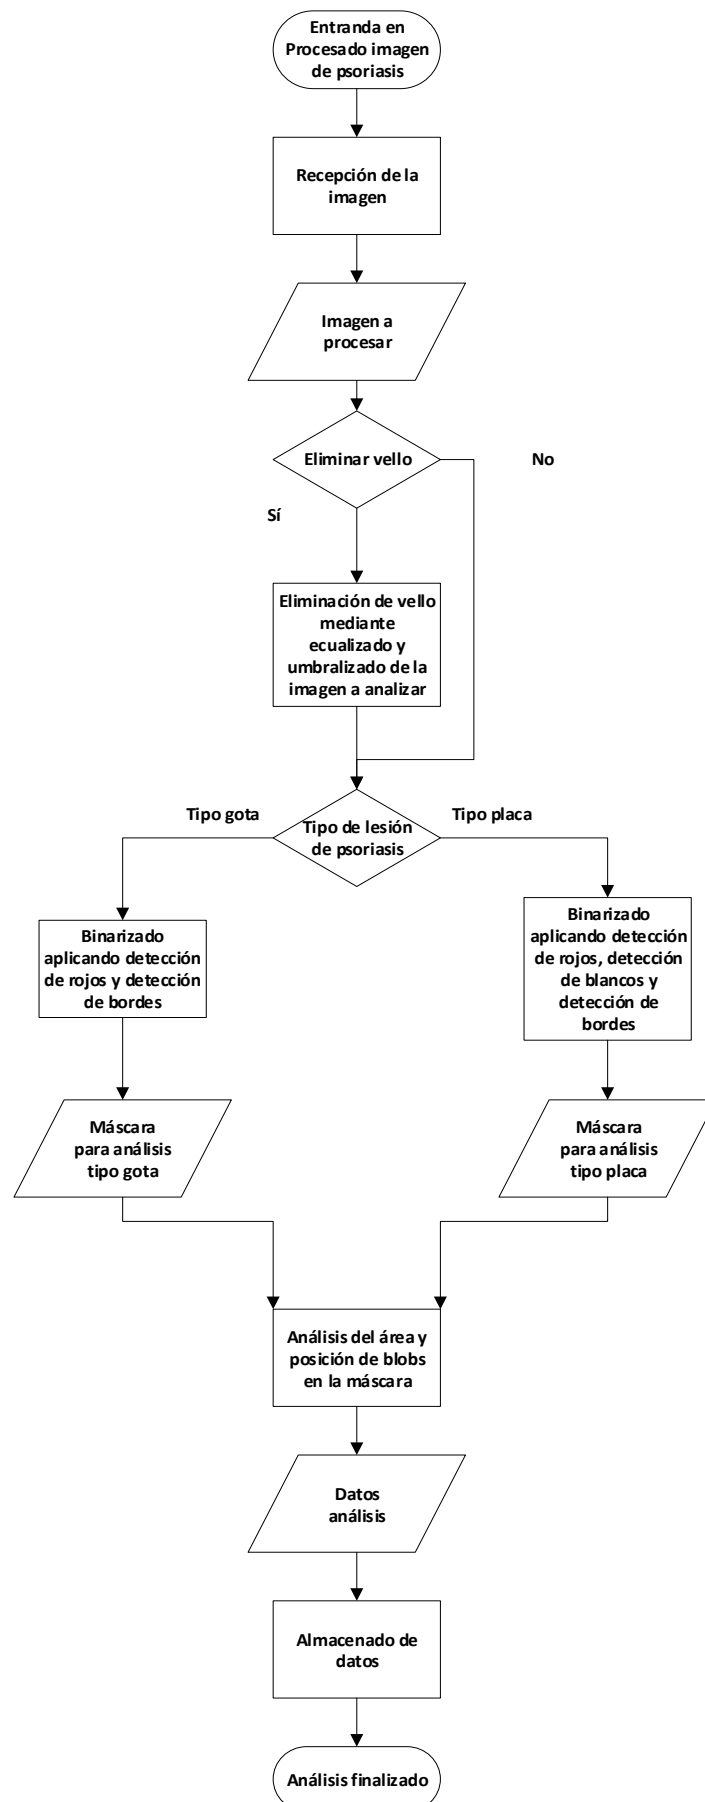 Entranda en
Procesado imagen
de psoriasis
Recepción de la
imagen
Imagen a
procesar
Eliminar vello
No
Sí
Eliminación de vello
mediante
ecualizado y
umbralizado de la
imagen a analizar
Tipo gota
Tipo placa
Tipo de lesión
de psoriasis
Binarizado
aplicando detección
de rojos y detección
de bordes
Binarizado
aplicando detección
de rojos, detección
de blancos y
detección de
bordes
Máscara
para análisis
tipo gota
Máscara
para análisis
tipo placa
Análisis del área y
posición de blobs
en la máscara
Datos
análisis
Almacenado de
datos
Análisis finalizado